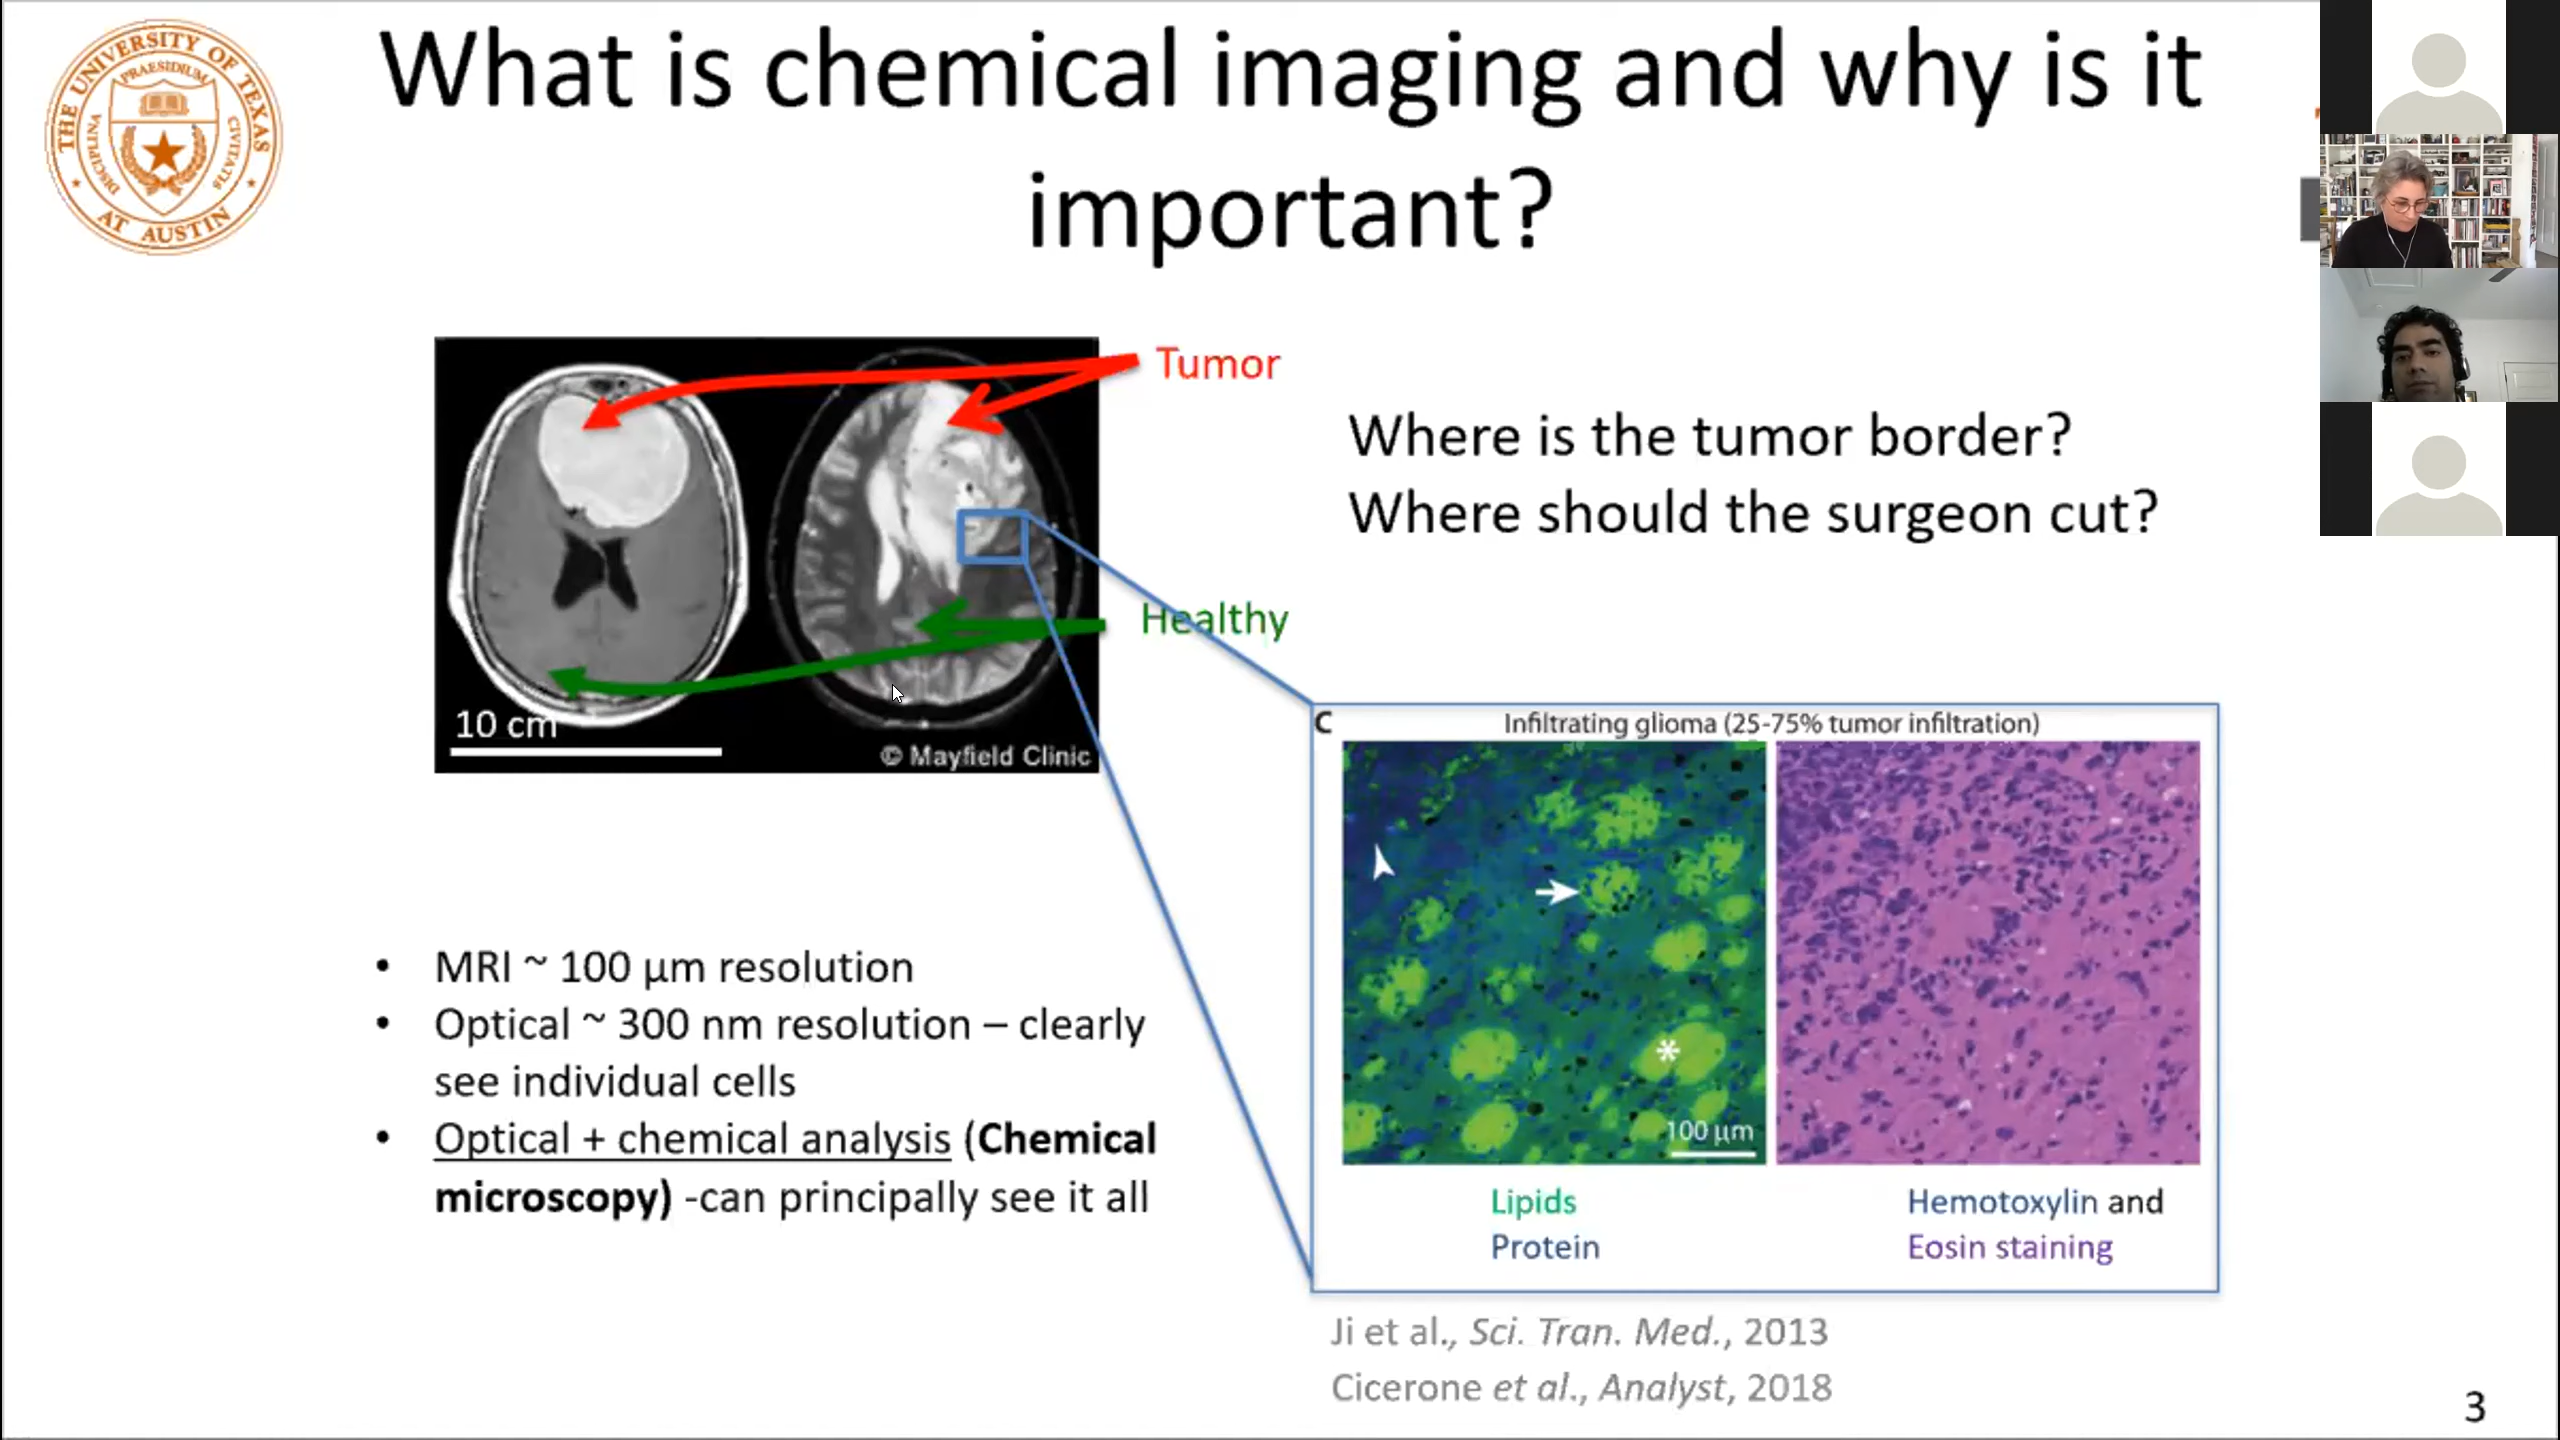 THE UNIVERSITY OF TEXAS
AT AUSTIN
PRAESIDIUM
DISCIPLINA
CIVITATIS
What is chemical imaging and why is it
important?
Tumor
Where is the tumor border?
Where should the surgeon cut?
Healthy
10 cm
© Mayfield Clinic
C Infiltrating glioma (25-75% tumor infiltration)
*
100 µm
Lipids
Protein
Hemotoxylin and
Eosin staining
• MRI ~ 100 µm resolution
• Optical ~ 300 nm resolution – clearly
see individual cells
• Optical + chemical analysis (Chemical
microscopy) -can principally see it all
Ji et al., Sci. Tran. Med., 2013
Cicerone et al., Analyst, 2018
3